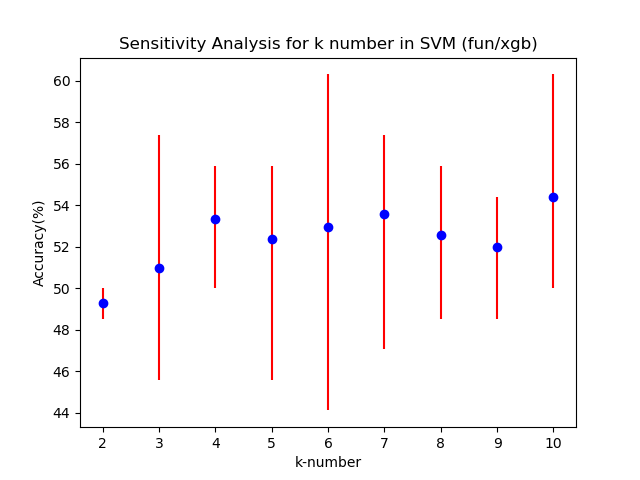 Sensitivity Analysis for k number in SVM (fun/xgb)
Accuracy(%)
60
58
56
54
52
50
48
46
44
2 3 4 5 6 7 8 9 10
k-number